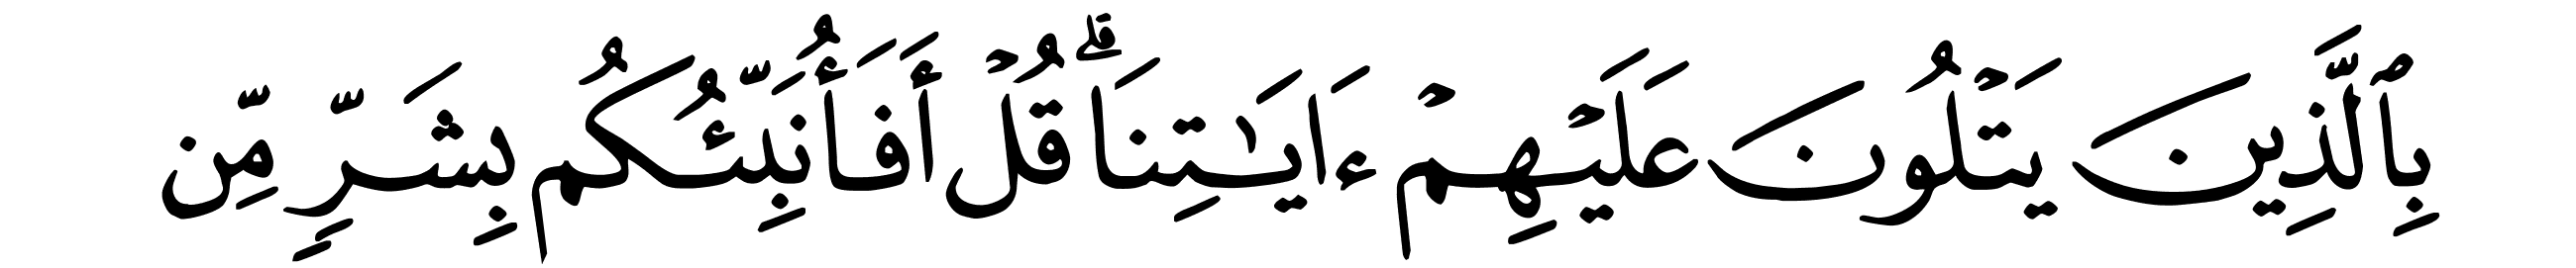 بِٱلَّذِينَ يَتۡلُونَ عَلَيۡهِمۡ ءَايَٰتِنَاۗ قُلۡ أَفَأُنَبِّئُكُم بِشَرّٖ مِّن